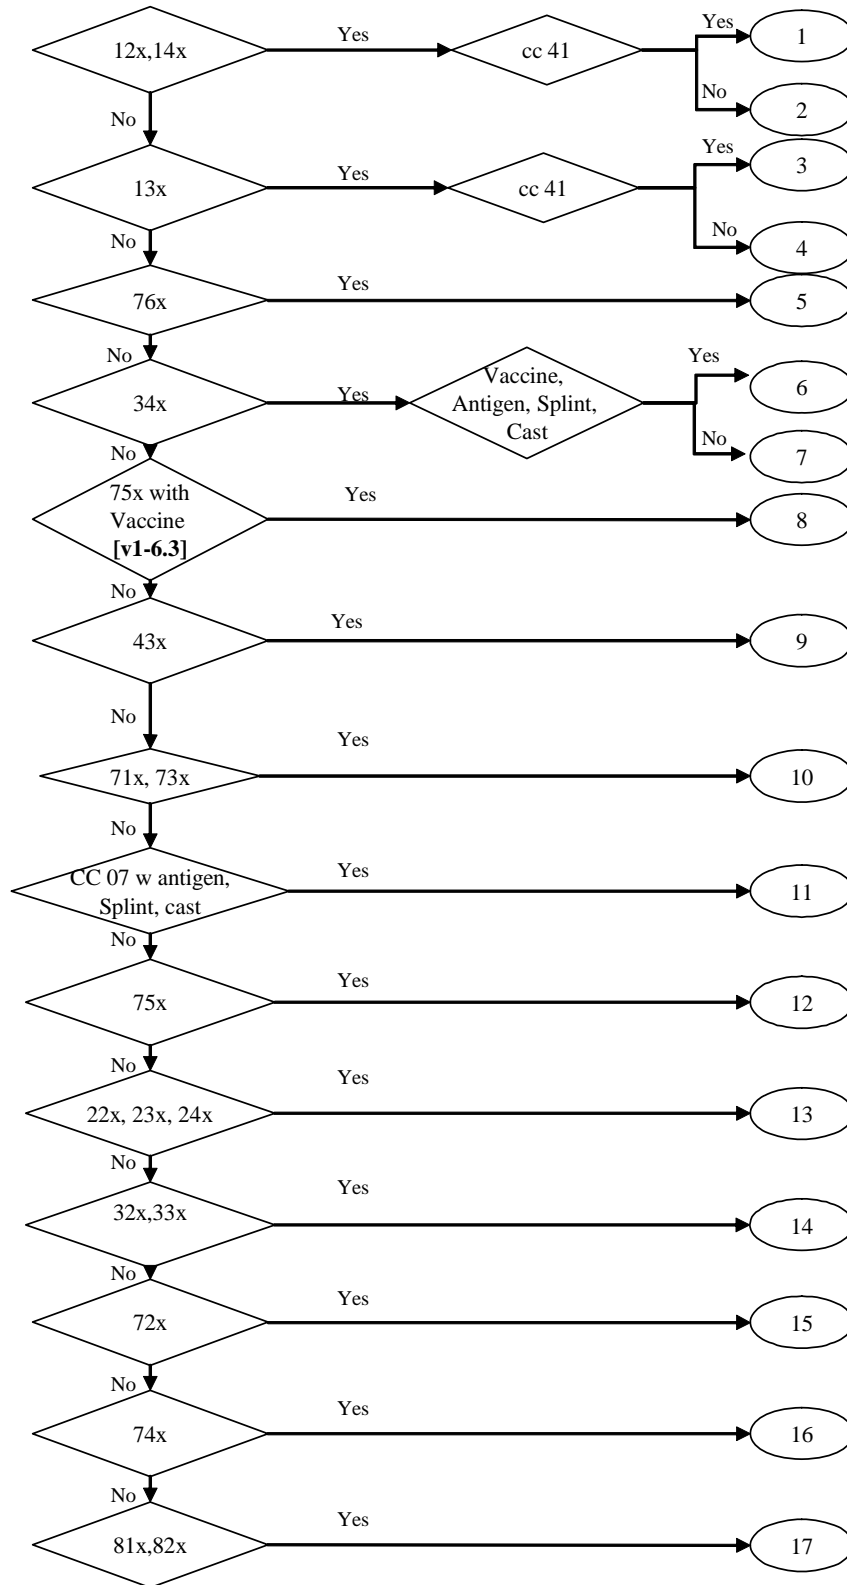 12x,14x
Yes
cc 41
Yes
1
No
2
No
13x
Yes
cc 41
Yes
3
No
4
No
76x
Yes
5
No
34x
Yes
Vaccine,
Antigen, Splint,
Cast
Yes
6
No
7
No
75x with
Vaccine
[v1-6.3]
Yes
8
No
43x
Yes
9
No
71x, 73x
Yes
10
No
CC 07 w antigen,
Splint, cast
Yes
11
No
75x
Yes
12
No
22x, 23x, 24x
Yes
13
No
32x,33x
Yes
14
No
72x
Yes
15
No
74x
Yes
16
No
81x,82x
Yes
17